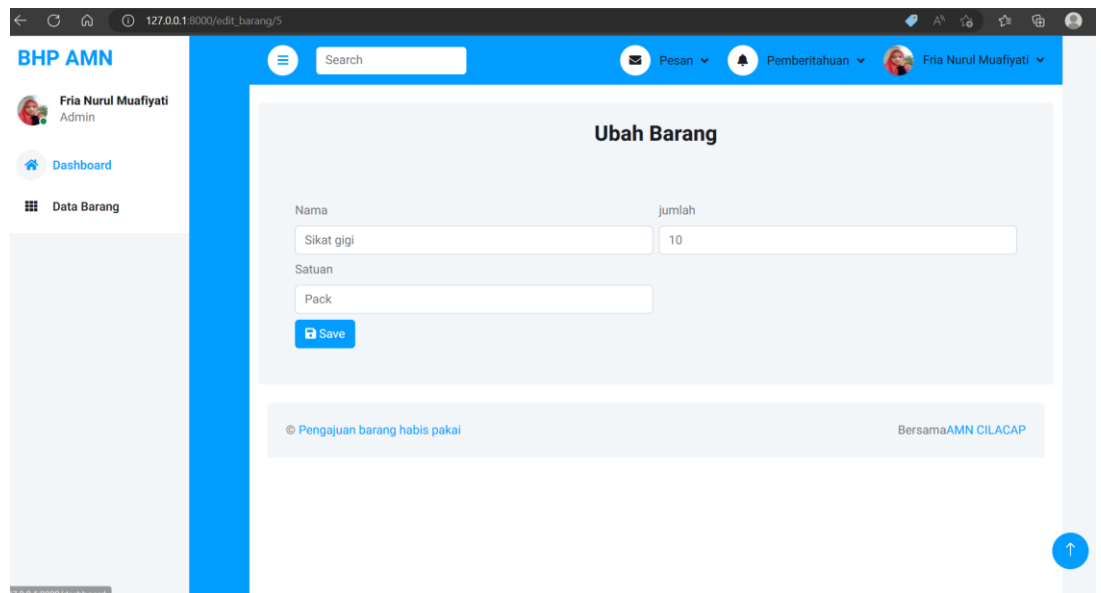 127.0.0.1:8000/edit_barang/5
BHP AMN
Search
Pesan
Pemberitahuan
Fria Nurul Muafiyati
Fria Nurul Muafiyati
Admin
Dashboard
Data Barang
Ubah Barang
Nama
jumlah
Sikat gigi
10
Satuan
Pack
Save
© Pengajuan barang habis pakai
BersamaAMN CILACAP